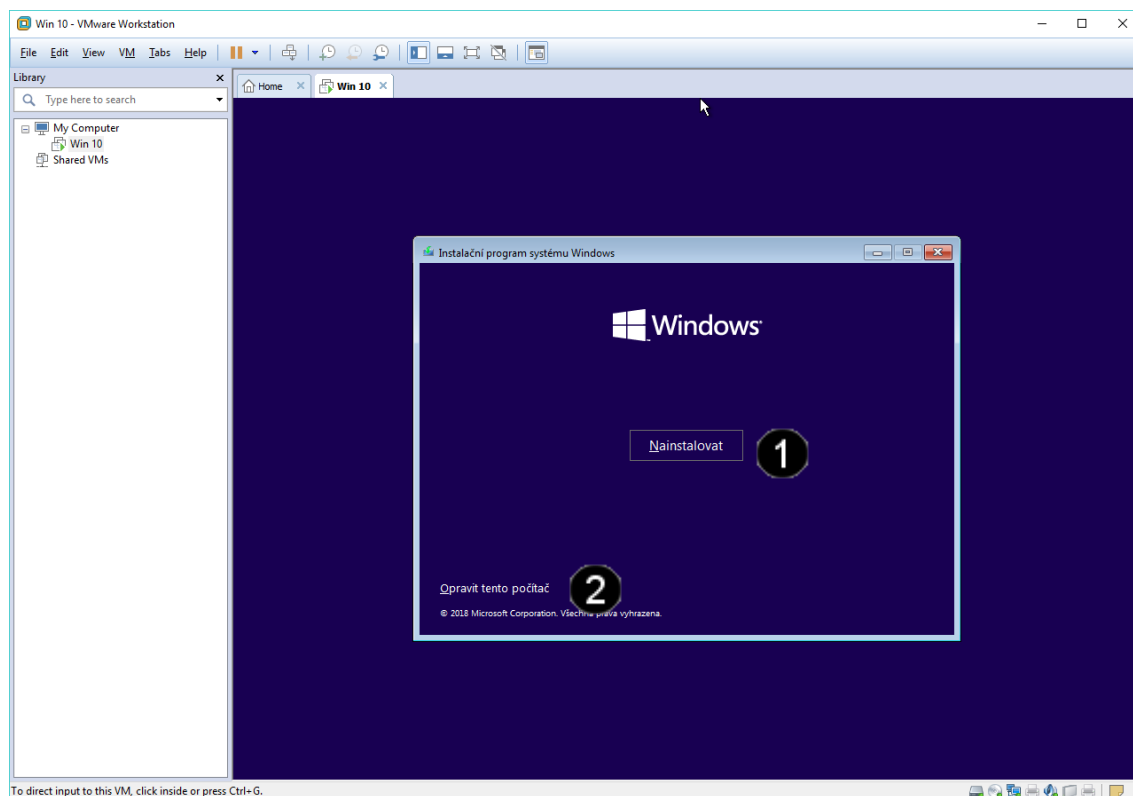 Win 10 - VMware Workstation
File Edit View VM Tabs Help
Library
Type here to search
My Computer
Win 10
Shared VMs
Home
Win 10
Instalační program systému Windows
Windows
Nainstalovat
1
Opravit tento počítač
2
© 2018 Microsoft Corporation. Všechna práva vyhrazena.
To direct input to this VM, click inside or press Ctrl+G.